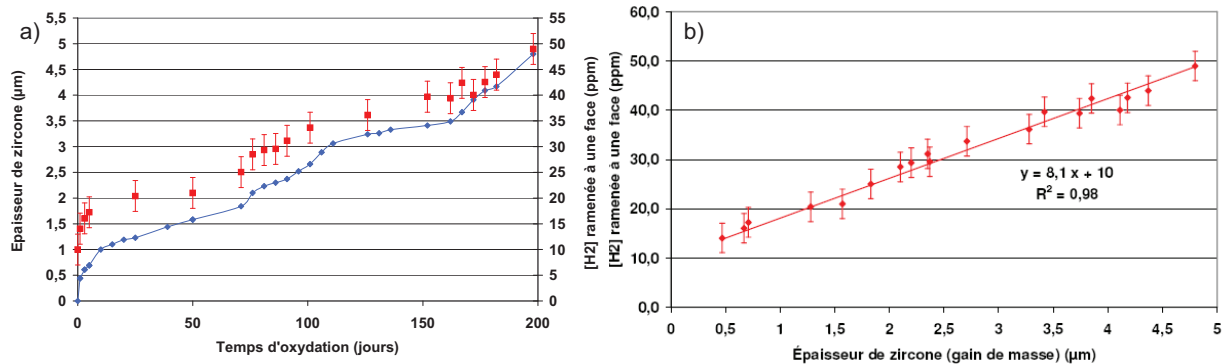 a)
5,5
5
4,5
4
3,5
3
2,5
2
1,5
1
0,5
0
Epaisseur de zircone (µm)
55
50
45
40
35
30
25
20
15
10
5
0
[H2] ramenée à une face (ppm)
0 50 100 150 200
Temps d'oxydation (jours)
b)
60,0
50,0
40,0
30,0
20,0
10,0
0,0
[H2] ramenée à une face (ppm)
y = 8,1 x + 10
R² = 0,98
0 0,5 1 1,5 2 2,5 3 3,5 4 4,5 5
Épaisseur de zircone (gain de masse) (µm)